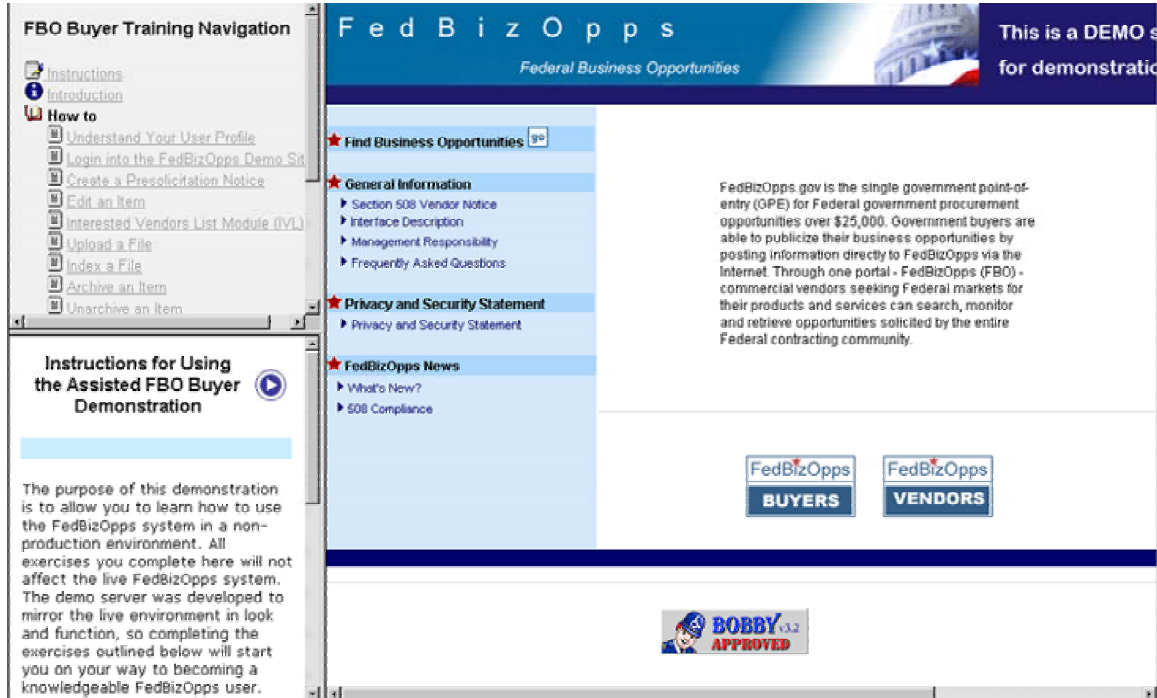 FBO Buyer Training Navigation
Instructions
Introduction
How to
Understand Your User Profile
Login into the FedBizOpps Demo Sit
Create a Presolicitation Notice
Edit an Item
Interested Vendors List Module (IVL)
Upload a File
Index a File
Archive an Item
Unarchive an Item
Instructions for Using
the Assisted FBO Buyer
Demonstration
The purpose of this demonstration
is to allow you to learn how to use
the FedBizOpps system in a non-
production environment. All
exercises you complete here will not
affect the live FedBizOpps system.
The demo server was developed to
mirror the live environment in look
and function, so completing the
exercises outlined below will start
you on your way to becoming a
knowledgeable FedBizOpps user.
FedBizOpps
Federal Business Opportunities
This is a DEMO s
for demonstratio
Find Business Opportunities go
General Information
Section 508 Vendor Notice
Interface Description
Management Responsibility
Frequently Asked Questions
Privacy and Security Statement
Privacy and Security Statement
FedBizOpps News
What's New?
508 Compliance
FedBizOpps.gov is the single government point-of-
entry (GPE) for Federal government procurement
opportunities over $25,000. Government buyers are
able to publicize their business opportunities by
posting information directly to FedBizOpps via the
Internet. Through one portal - FedBizOpps (FBO) -
commercial vendors seeking Federal markets for
their products and services can search, monitor
and retrieve opportunities solicited by the entire
Federal contracting community.
FedBizOpps
BUYERS
FedBizOpps
VENDORS
BOBBY v3.2
APPROVED